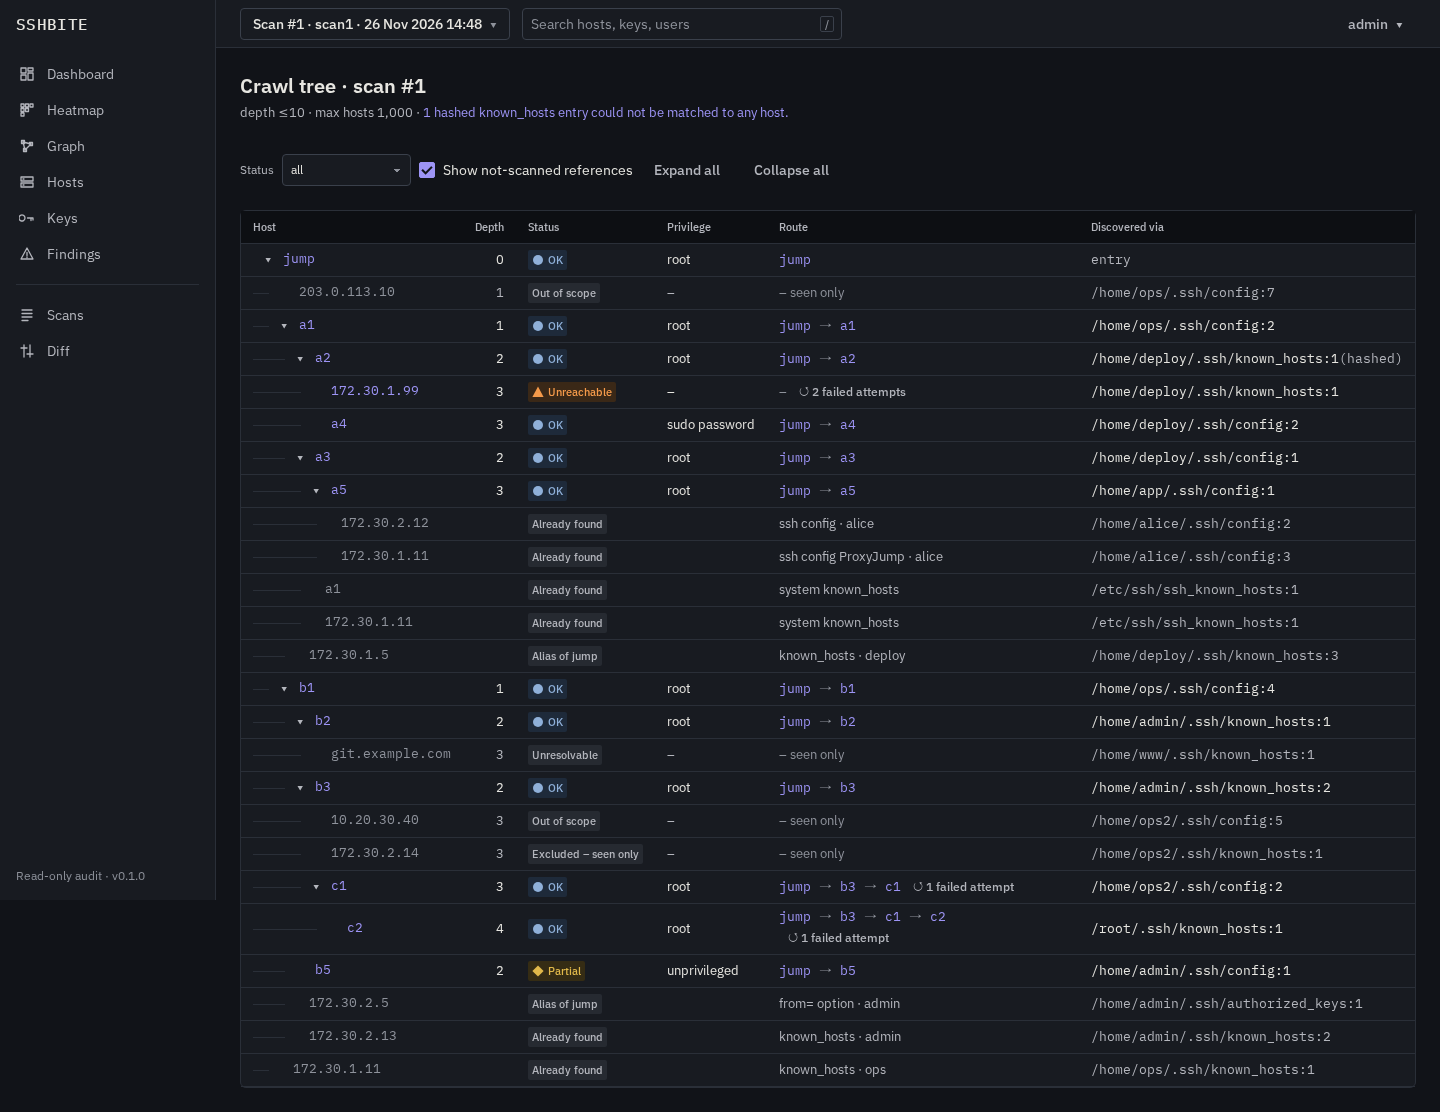 SSHBITE
Scan #1 · scan1 · 26 Nov 2026 14:48 ▾
Search hosts, keys, users /
admin ▾
Dashboard
Heatmap
Graph
Hosts
Keys
Findings
Scans
Diff
Read-only audit · v0.1.0
Crawl tree · scan #1
depth ≤10 · max hosts 1,000 · 1 hashed known_hosts entry could not be matched to any host.
Status all Show not-scanned references Expand all Collapse all
Host Depth Status Privilege Route Discovered via
▾ jump 0 OK root jump entry
203.0.113.10 1 Out of scope – – seen only /home/ops/.ssh/config:7
▾ a1 1 OK root jump → a1 /home/ops/.ssh/config:2
▾ a2 2 OK root jump → a2 /home/deploy/.ssh/known_hosts:1(hashed)
172.30.1.99 3 Unreachable – – 2 failed attempts /home/deploy/.ssh/known_hosts:1
a4 3 OK sudo password jump → a4 /home/deploy/.ssh/config:2
▾ a3 2 OK root jump → a3 /home/deploy/.ssh/config:1
▾ a5 3 OK root jump → a5 /home/app/.ssh/config:1
172.30.2.12 Already found ssh config · alice /home/alice/.ssh/config:2
172.30.1.11 Already found ssh config ProxyJump · alice /home/alice/.ssh/config:3
a1 Already found system known_hosts /etc/ssh/ssh_known_hosts:1
172.30.1.11 Already found system known_hosts /etc/ssh/ssh_known_hosts:1
172.30.1.5 Alias of jump known_hosts · deploy /home/deploy/.ssh/known_hosts:3
▾ b1 1 OK root jump → b1 /home/ops/.ssh/config:4
▾ b2 2 OK root jump → b2 /home/admin/.ssh/known_hosts:1
git.example.com 3 Unresolvable – – seen only /home/www/.ssh/known_hosts:1
▾ b3 2 OK root jump → b3 /home/admin/.ssh/known_hosts:2
10.20.30.40 3 Out of scope – – seen only /home/ops2/.ssh/config:5
172.30.2.14 3 Excluded – seen only – – seen only /home/ops2/.ssh/known_hosts:1
▾ c1 3 OK root jump → b3 → c1 1 failed attempt /home/ops2/.ssh/config:2
c2 4 OK root jump → b3 → c1 → c2 /root/.ssh/known_hosts:1
1 failed attempt
b5 2 Partial unprivileged jump → b5 /home/admin/.ssh/config:1
172.30.2.5 Alias of jump from= option · admin /home/admin/.ssh/authorized_keys:1
172.30.2.13 Already found known_hosts · admin /home/admin/.ssh/known_hosts:2
172.30.1.11 Already found known_hosts · ops /home/ops/.ssh/known_hosts:1